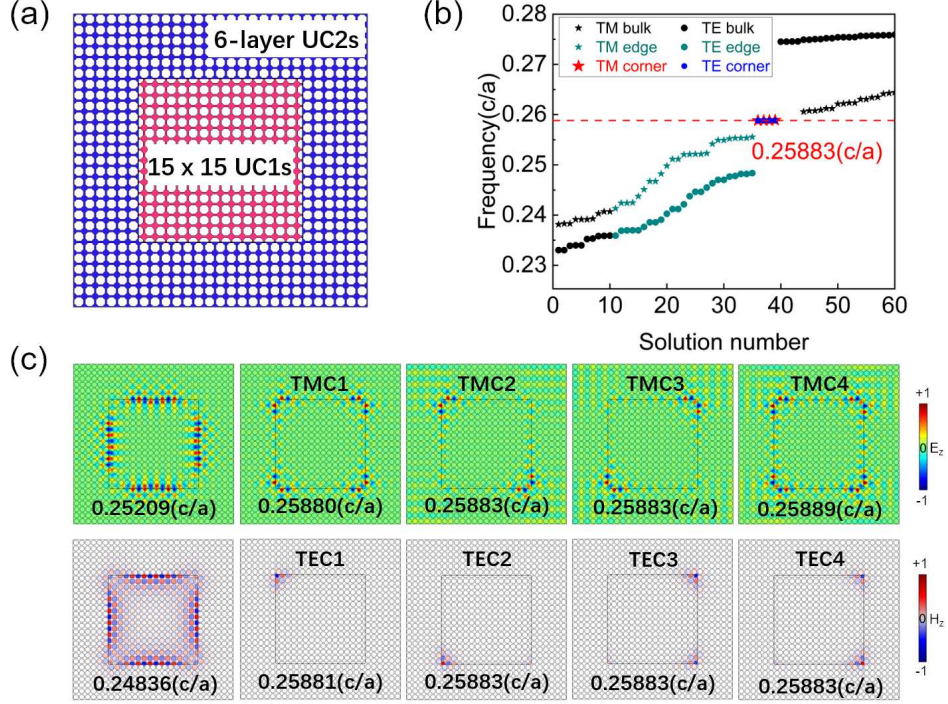 (a)
6-layer UC2s
15 x 15 UC1s
(b)
Frequency(c/a)
0.28
0.27
0.26
0.25
0.24
0.23
TM bulk
TE bulk
TM edge
TE edge
TM corner
TE corner
0.25883(c/a)
0 10 20 30 40 50 60
Solution number
(c)
TMC1
TMC2
TMC3
TMC4
0.25209(c/a)
0.25880(c/a)
0.25883(c/a)
0.25883(c/a)
0.25889(c/a)
+1
0 Ez
-1
TEC1
TEC2
TEC3
TEC4
0.24836(c/a)
0.25881(c/a)
0.25883(c/a)
0.25883(c/a)
0.25883(c/a)
+1
0 Hz
-1